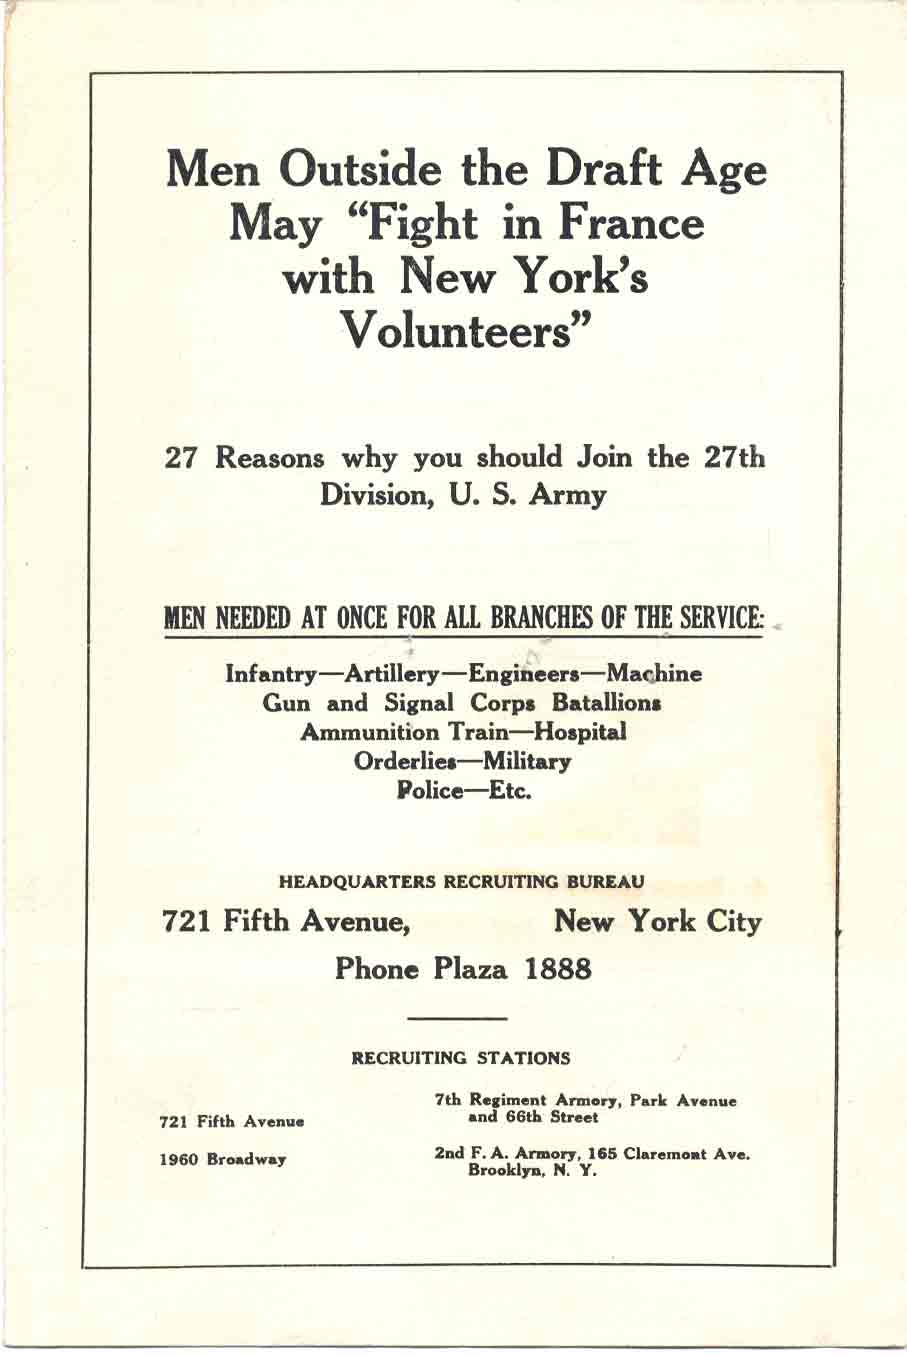 Men Outside the Draft Age
May “Fight in France
with New York’s
Volunteers”
27 Reasons why you should Join the 27th
Division, U. S. Army
MEN NEEDED AT ONCE FOR ALL BRANCHES OF THE SERVICE:
Infantry—Artillery—Engineers—Machine
Gun and Signal Corps Batallions
Ammunition Train—Hospital
Orderlies—Military
Police—Etc.
HEADQUARTERS RECRUITING BUREAU
721 Fifth Avenue, New York City
Phone Plaza 1888
RECRUITING STATIONS
721 Fifth Avenue
1960 Broadway
7th Regiment Armory, Park Avenue
and 66th Street
2nd F. A. Armory, 165 Claremont Ave.
Brooklyn, N. Y.